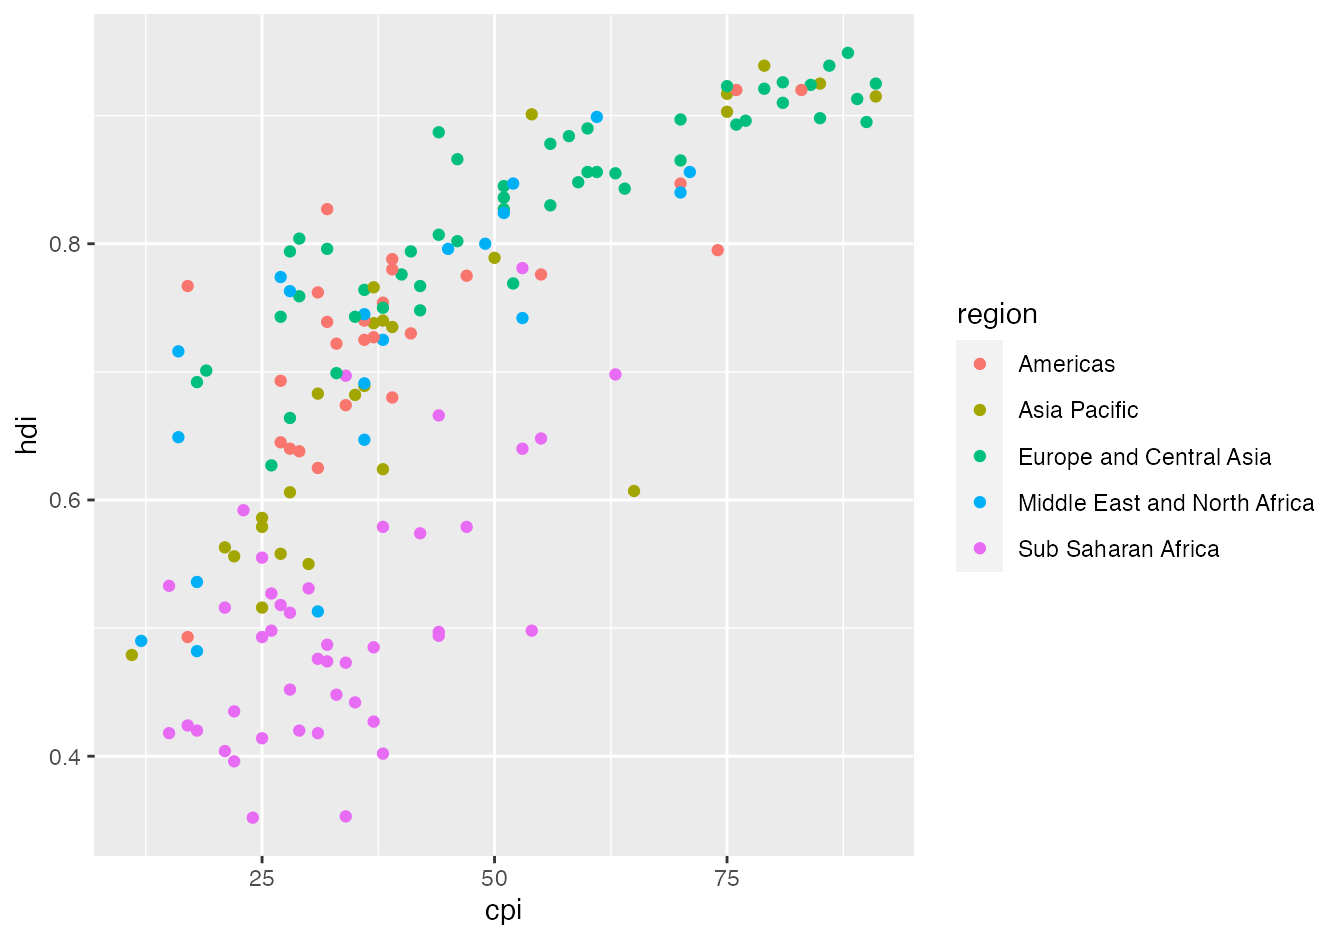 0.8
0.6
0.4
hdi
25 50 75
cpi
region
Americas
Asia Pacific
Europe and Central Asia
Middle East and North Africa
Sub Saharan Africa